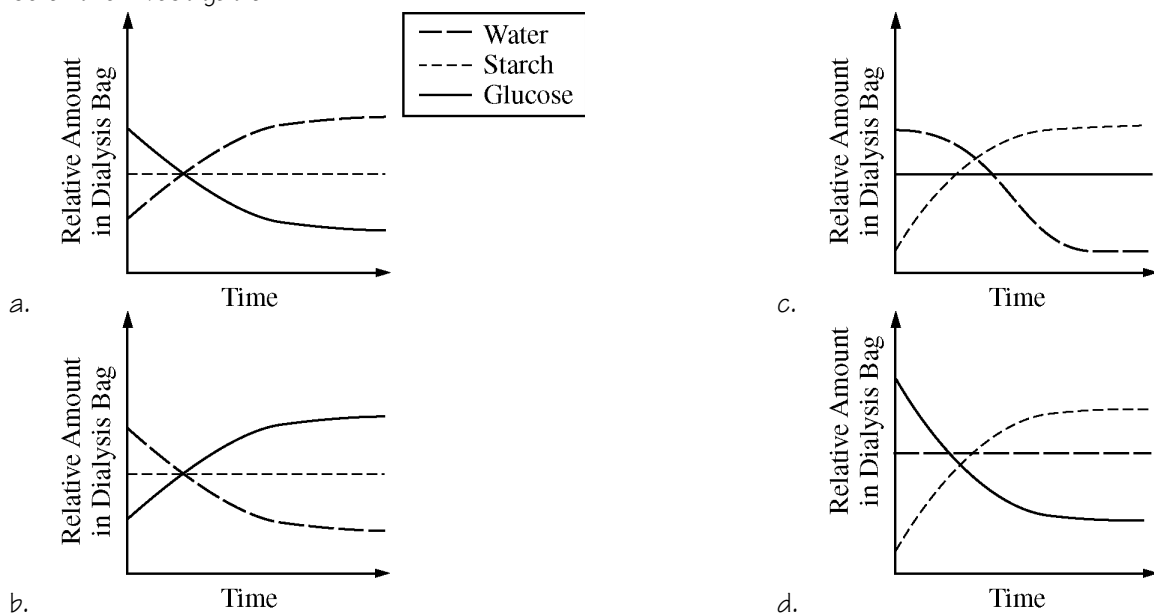 Water
Starch
Glucose
Relative Amount
in Dialysis Bag
Time
a.
Relative Amount
in Dialysis Bag
Time
c.
Relative Amount
in Dialysis Bag
Time
b.
Relative Amount
in Dialysis Bag
Time
d.